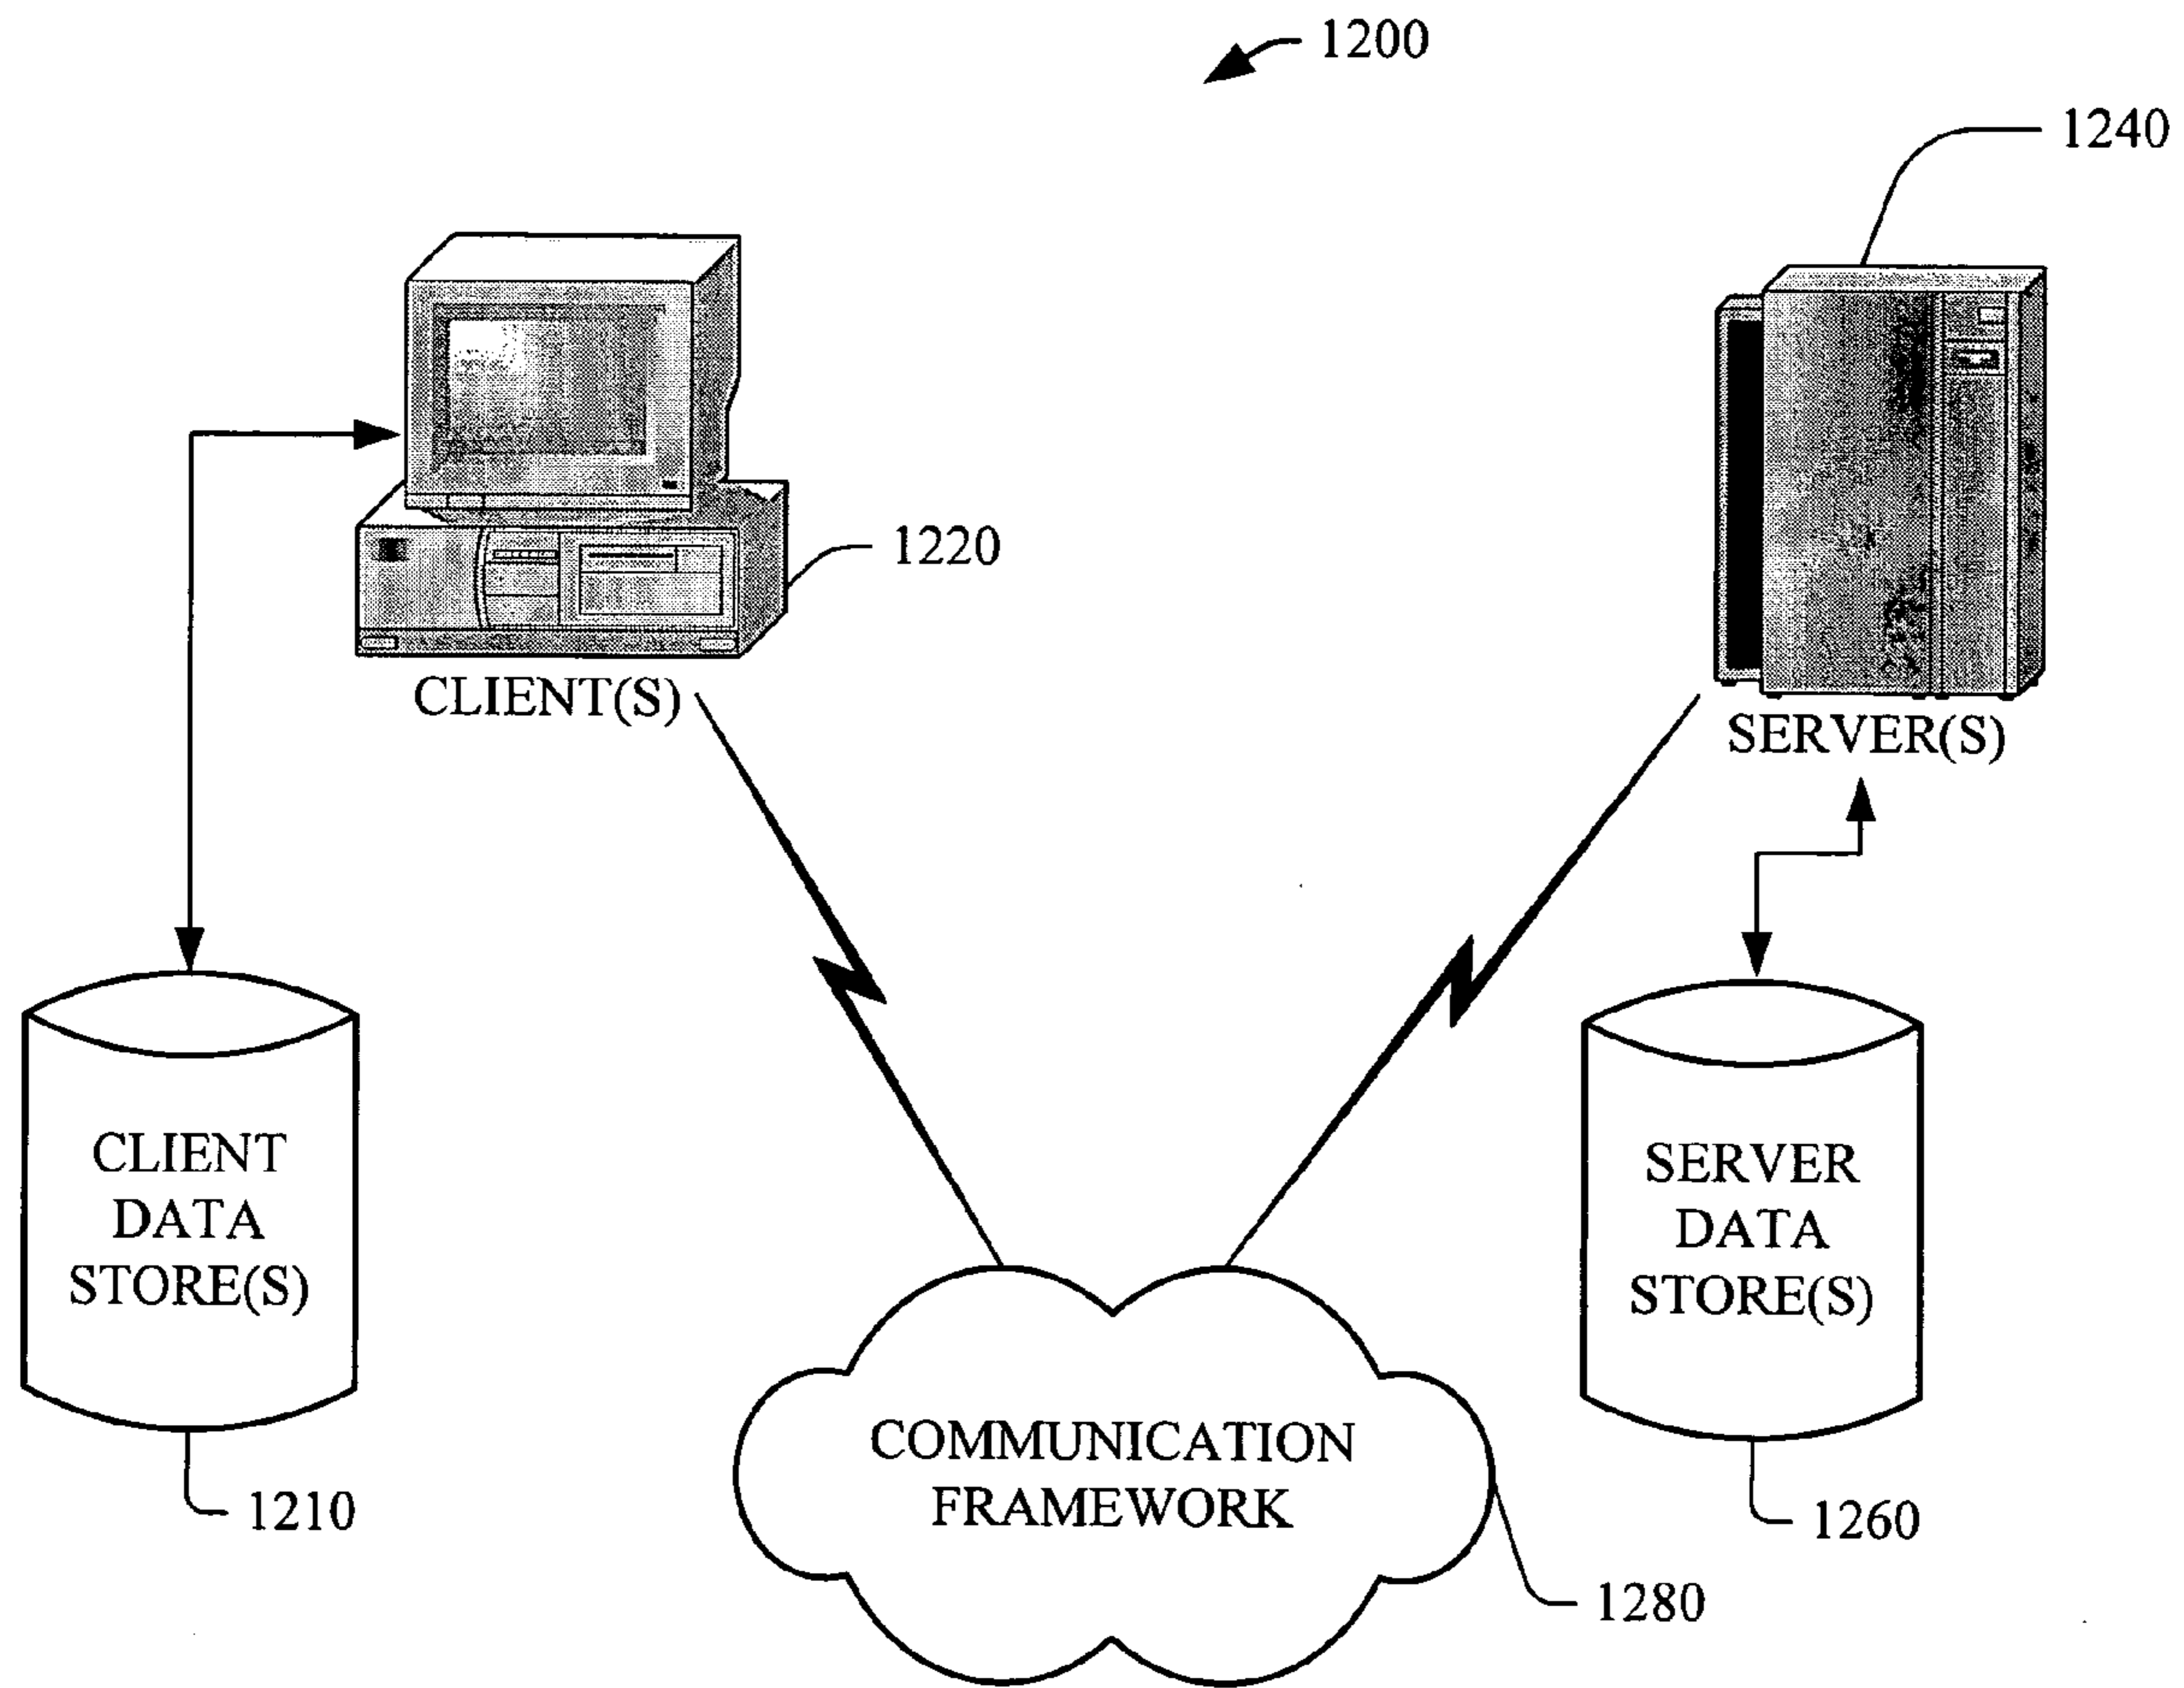 1200
1240
1220
CLIENT(S)
SERVER(S)
CLIENT
DATA
STORE(S)
SERVER
DATA
STORE(S)
COMMUNICATION
FRAMEWORK
1210
1260
1280